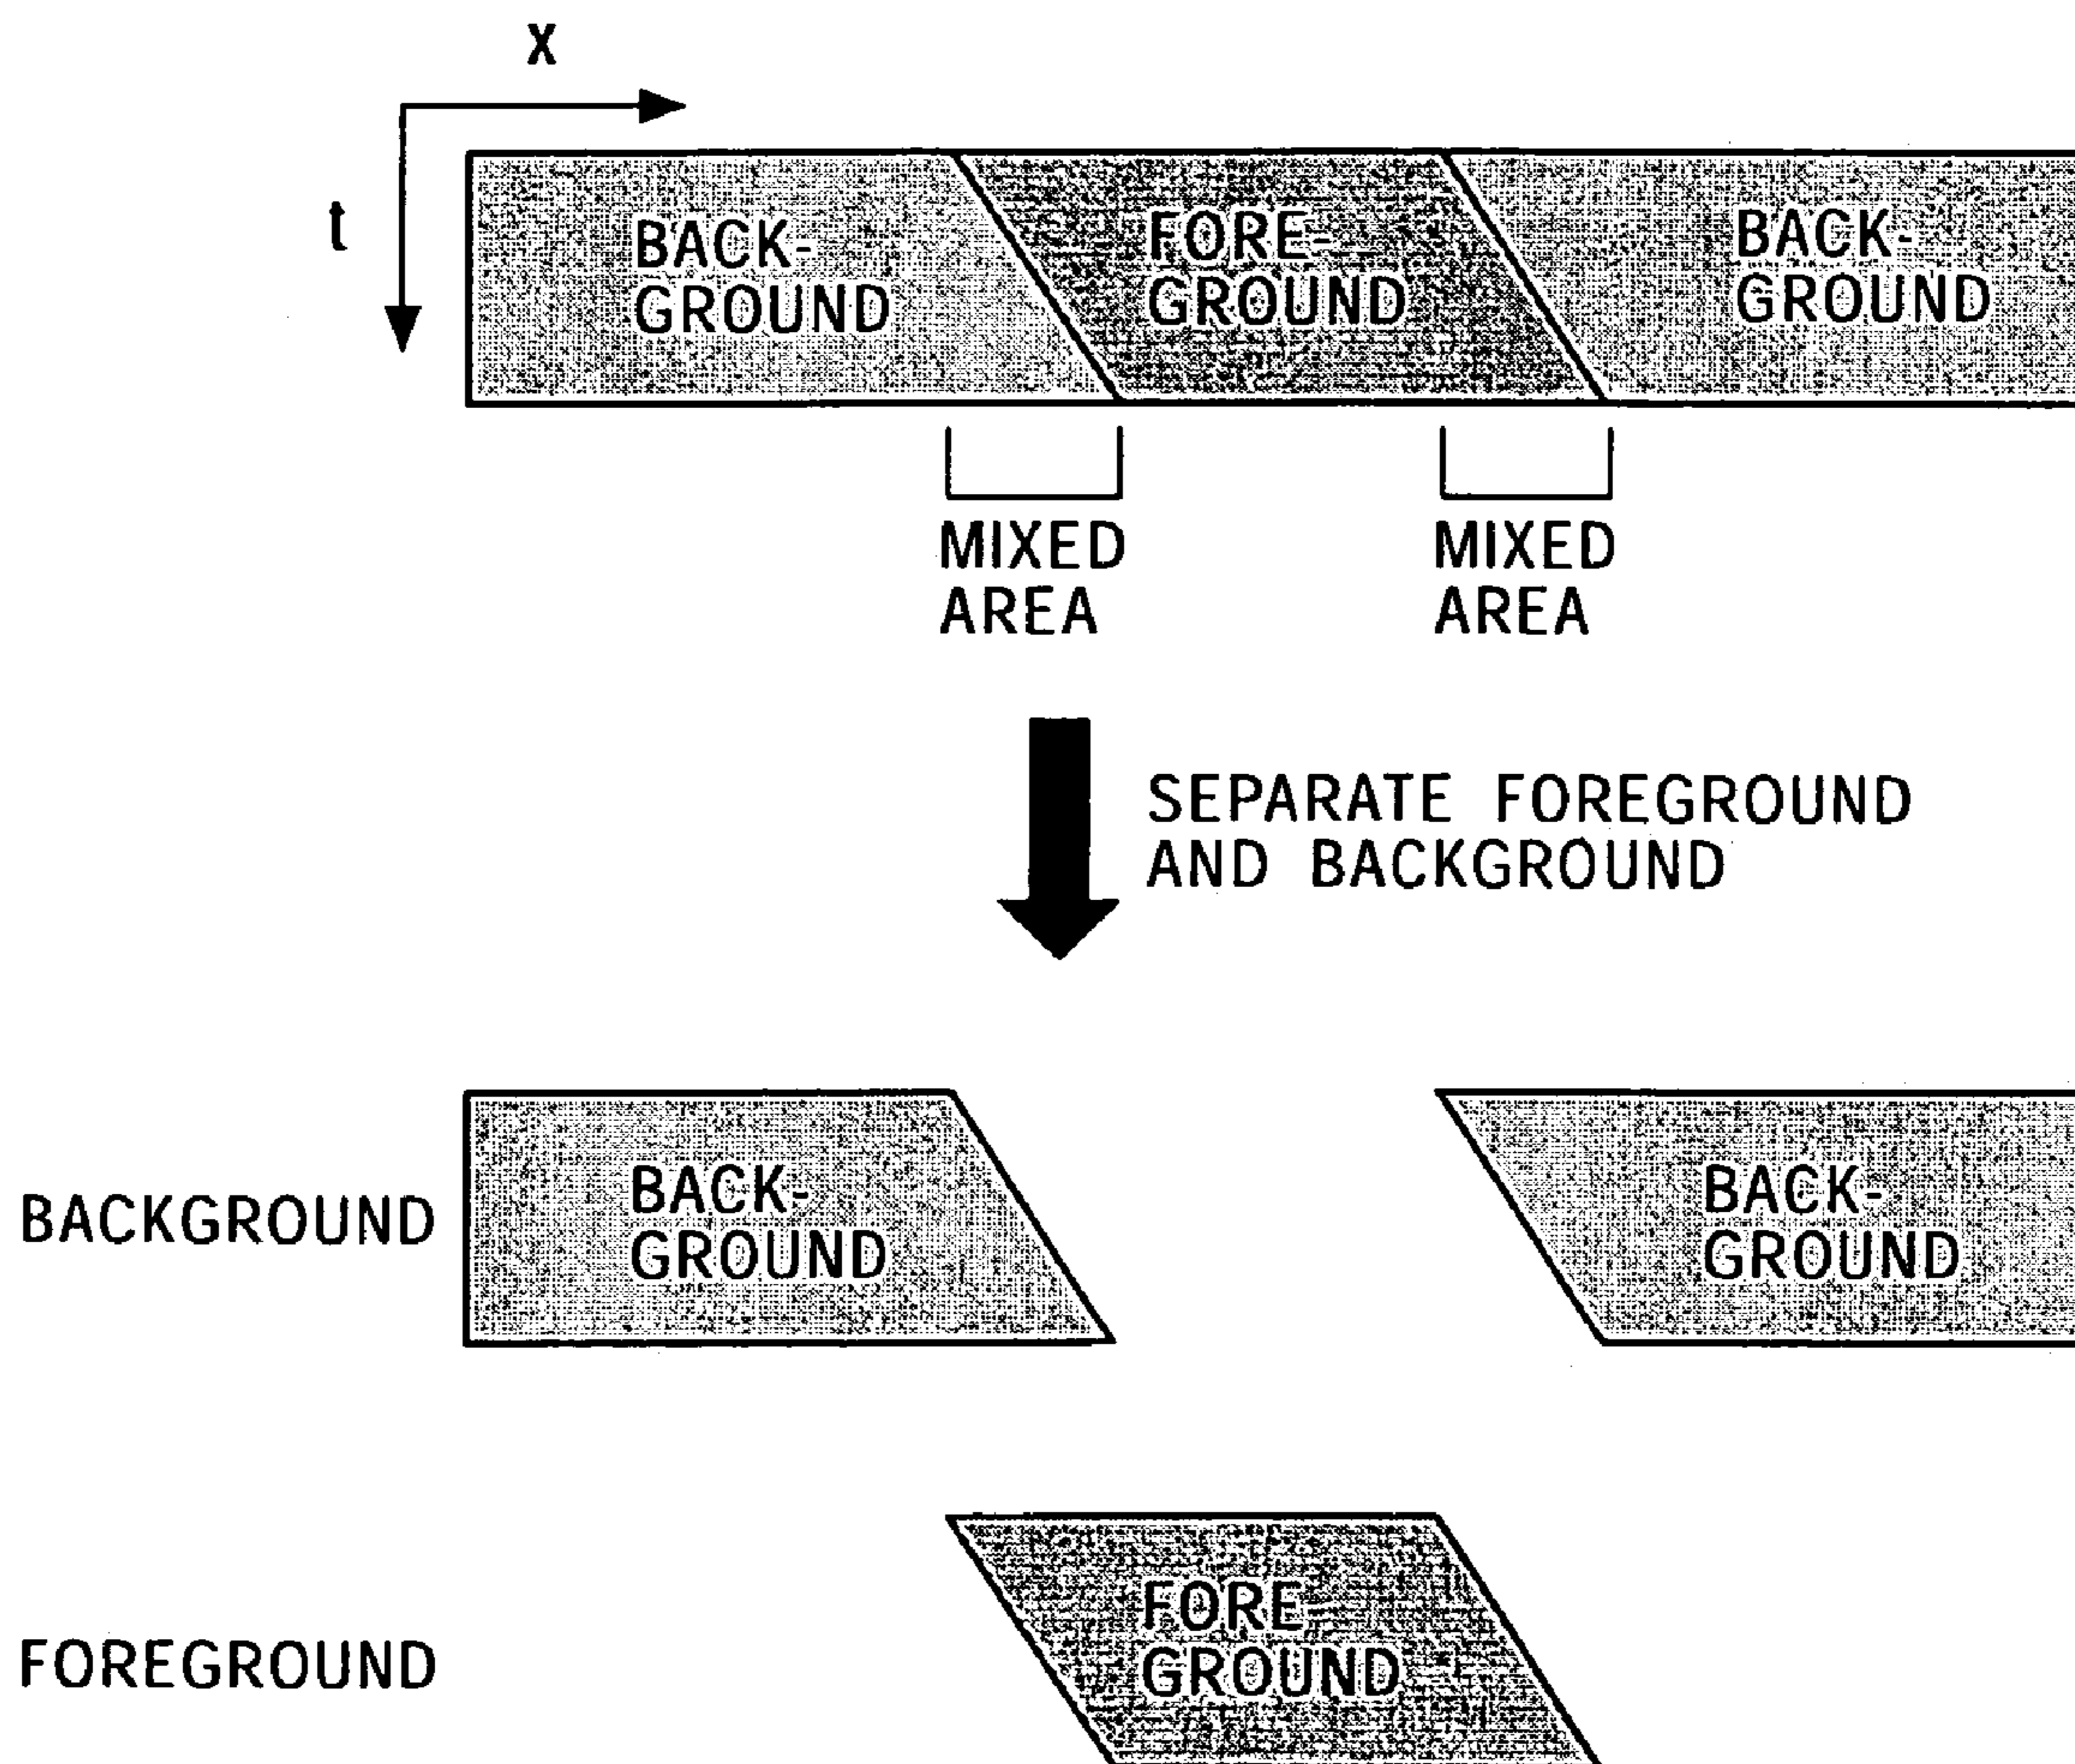 x
t
BACK-
GROUND
FORE-
GROUND
BACK-
GROUND
MIXED
AREA
MIXED
AREA
SEPARATE FOREGROUND
AND BACKGROUND
BACKGROUND
BACK-
GROUND
BACK-
GROUND
FOREGROUND
FORE-
GROUND